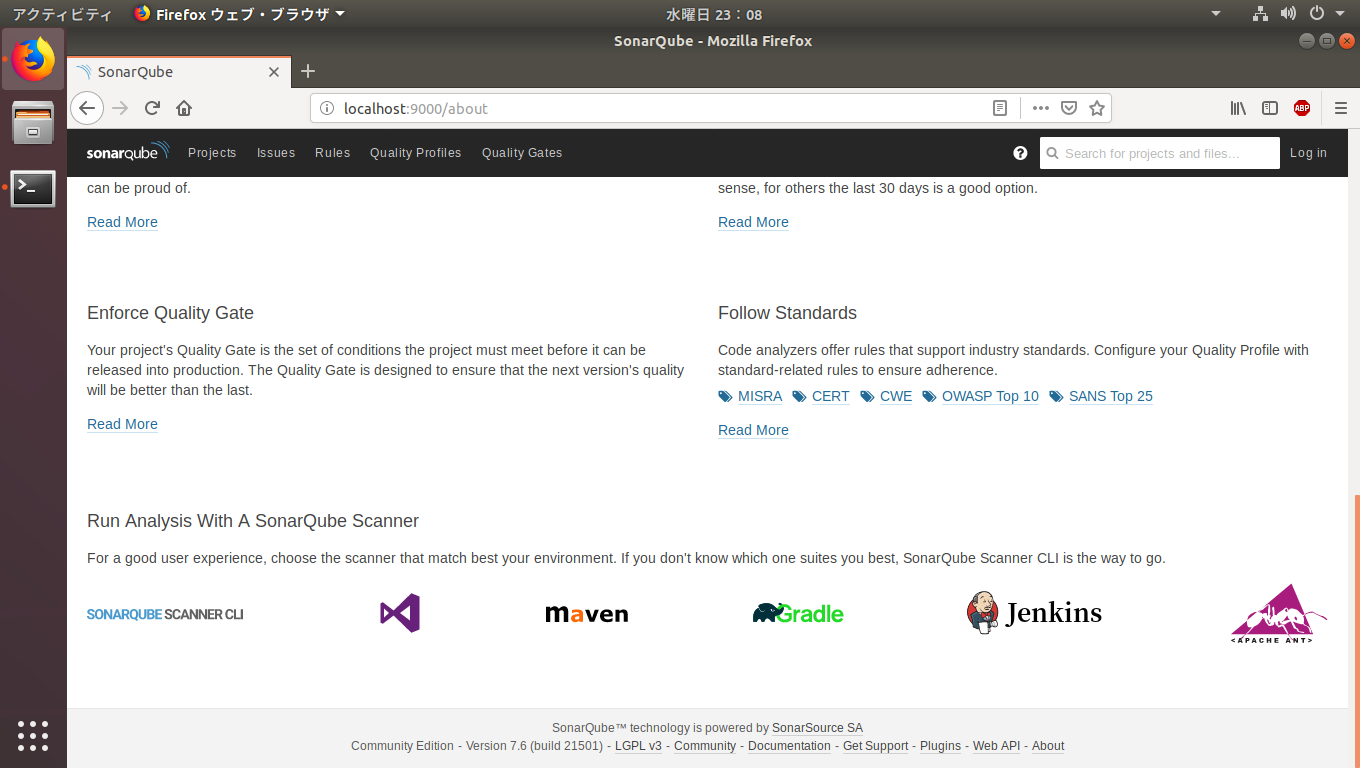 アクティビティ Firefox ウェブ・ブラウザ 水曜日 23：08
SonarQube - Mozilla Firefox
SonarQube
localhost:9000/about
ABP
sonarqube Projects Issues Rules Quality Profiles Quality Gates Search for projects and files... Log in
can be proud of.
Read More
sense, for others the last 30 days is a good option.
Read More
Enforce Quality Gate
Your project's Quality Gate is the set of conditions the project must meet before it can be
released into production. The Quality Gate is designed to ensure that the next version's quality
will be better than the last.
Read More
Follow Standards
Code analyzers offer rules that support industry standards. Configure your Quality Profile with
standard-related rules to ensure adherence.
MISRA CERT CWE OWASP Top 10 SANS Top 25
Read More
Run Analysis With A SonarQube Scanner
For a good user experience, choose the scanner that match best your environment. If you don't know which one suites you best, SonarQube Scanner CLI is the way to go.
SONARQUBE SCANNER CLI maven Gradle Jenkins <APACHE ANT>
SonarQube™ technology is powered by SonarSource SA
Community Edition - Version 7.6 (build 21501) - LGPL v3 - Community - Documentation - Get Support - Plugins - Web API - About